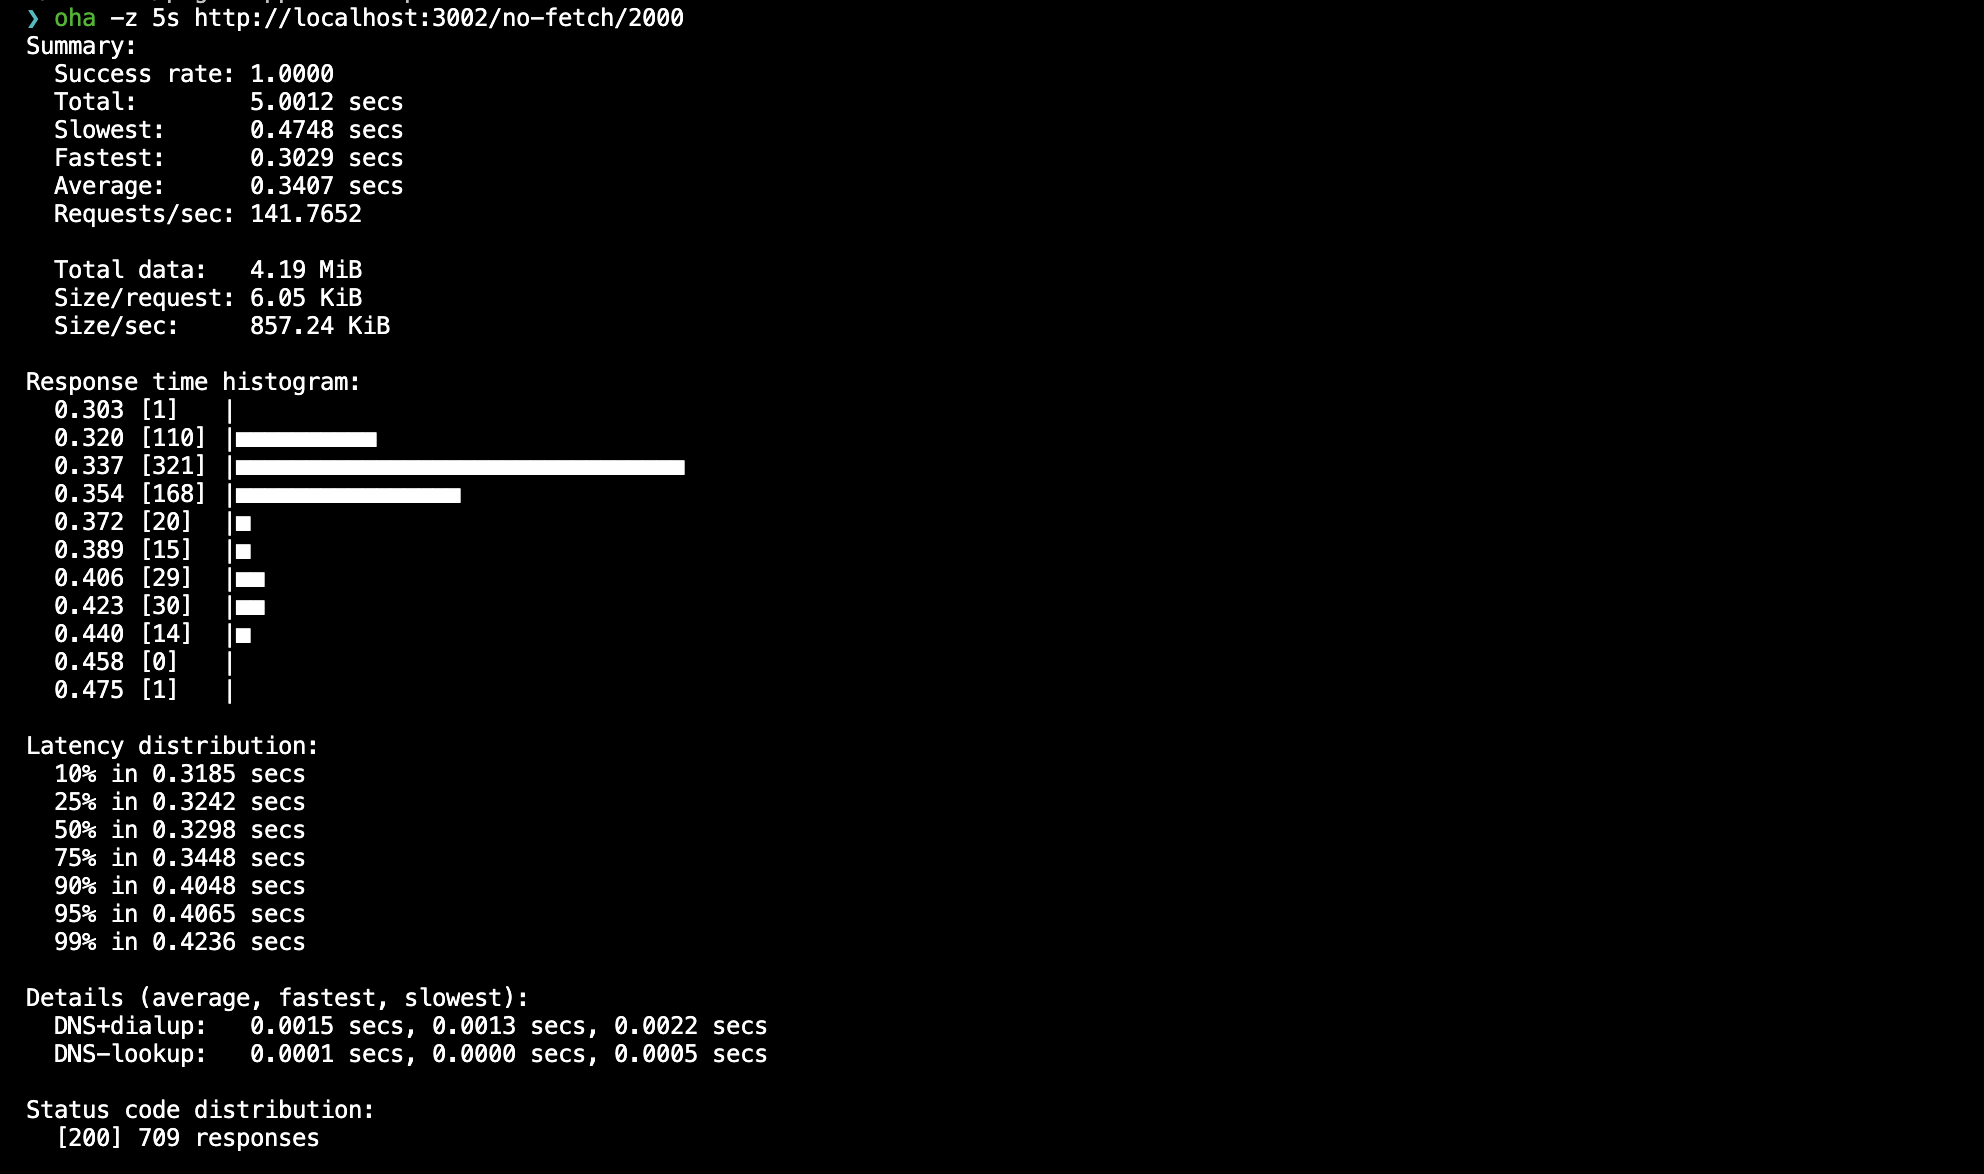 ❯ oha -z 5s http://localhost:3002/no-fetch/2000
Summary:
  Success rate: 1.0000
  Total:        5.0012 secs
  Slowest:      0.4748 secs
  Fastest:      0.3029 secs
  Average:      0.3407 secs
  Requests/sec: 141.7652

  Total data:   4.19 MiB
  Size/request: 6.05 KiB
  Size/sec:     857.24 KiB

Response time histogram:
  0.303 [1]   |
  0.320 [110] |■■■■■■■■■■
  0.337 [321] |■■■■■■■■■■■■■■■■■■■■■■■■■■■■■■■■
  0.354 [168] |■■■■■■■■■■■■■■■■
  0.372 [20]  |■
  0.389 [15]  |■
  0.406 [29]  |■■
  0.423 [30]  |■■
  0.440 [14]  |■
  0.458 [0]   |
  0.475 [1]   |

Latency distribution:
  10% in 0.3185 secs
  25% in 0.3242 secs
  50% in 0.3298 secs
  75% in 0.3448 secs
  90% in 0.4048 secs
  95% in 0.4065 secs
  99% in 0.4236 secs

Details (average, fastest, slowest):
  DNS+dialup:   0.0015 secs, 0.0013 secs, 0.0022 secs
  DNS-lookup:   0.0001 secs, 0.0000 secs, 0.0005 secs

Status code distribution:
  [200] 709 responses